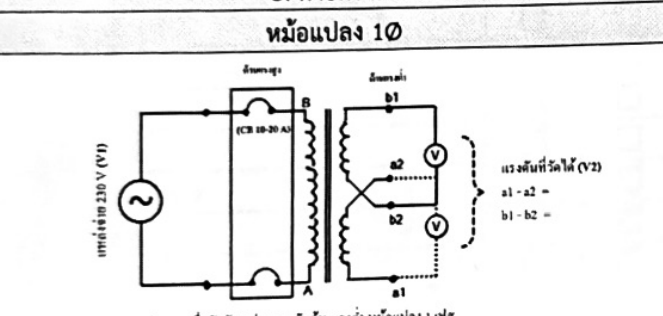 หม้อแปลง 1Ø
ด้านแรงสูง
ด้านแรงต่ำ
B
b1
(CB 10-20 A)
แหล่งจ่าย 230 V (V1)
V
a2
b2
V
แรงดันที่วัดได้ (V2)
a1 - a2 =
b1 - b2 =
A
a1